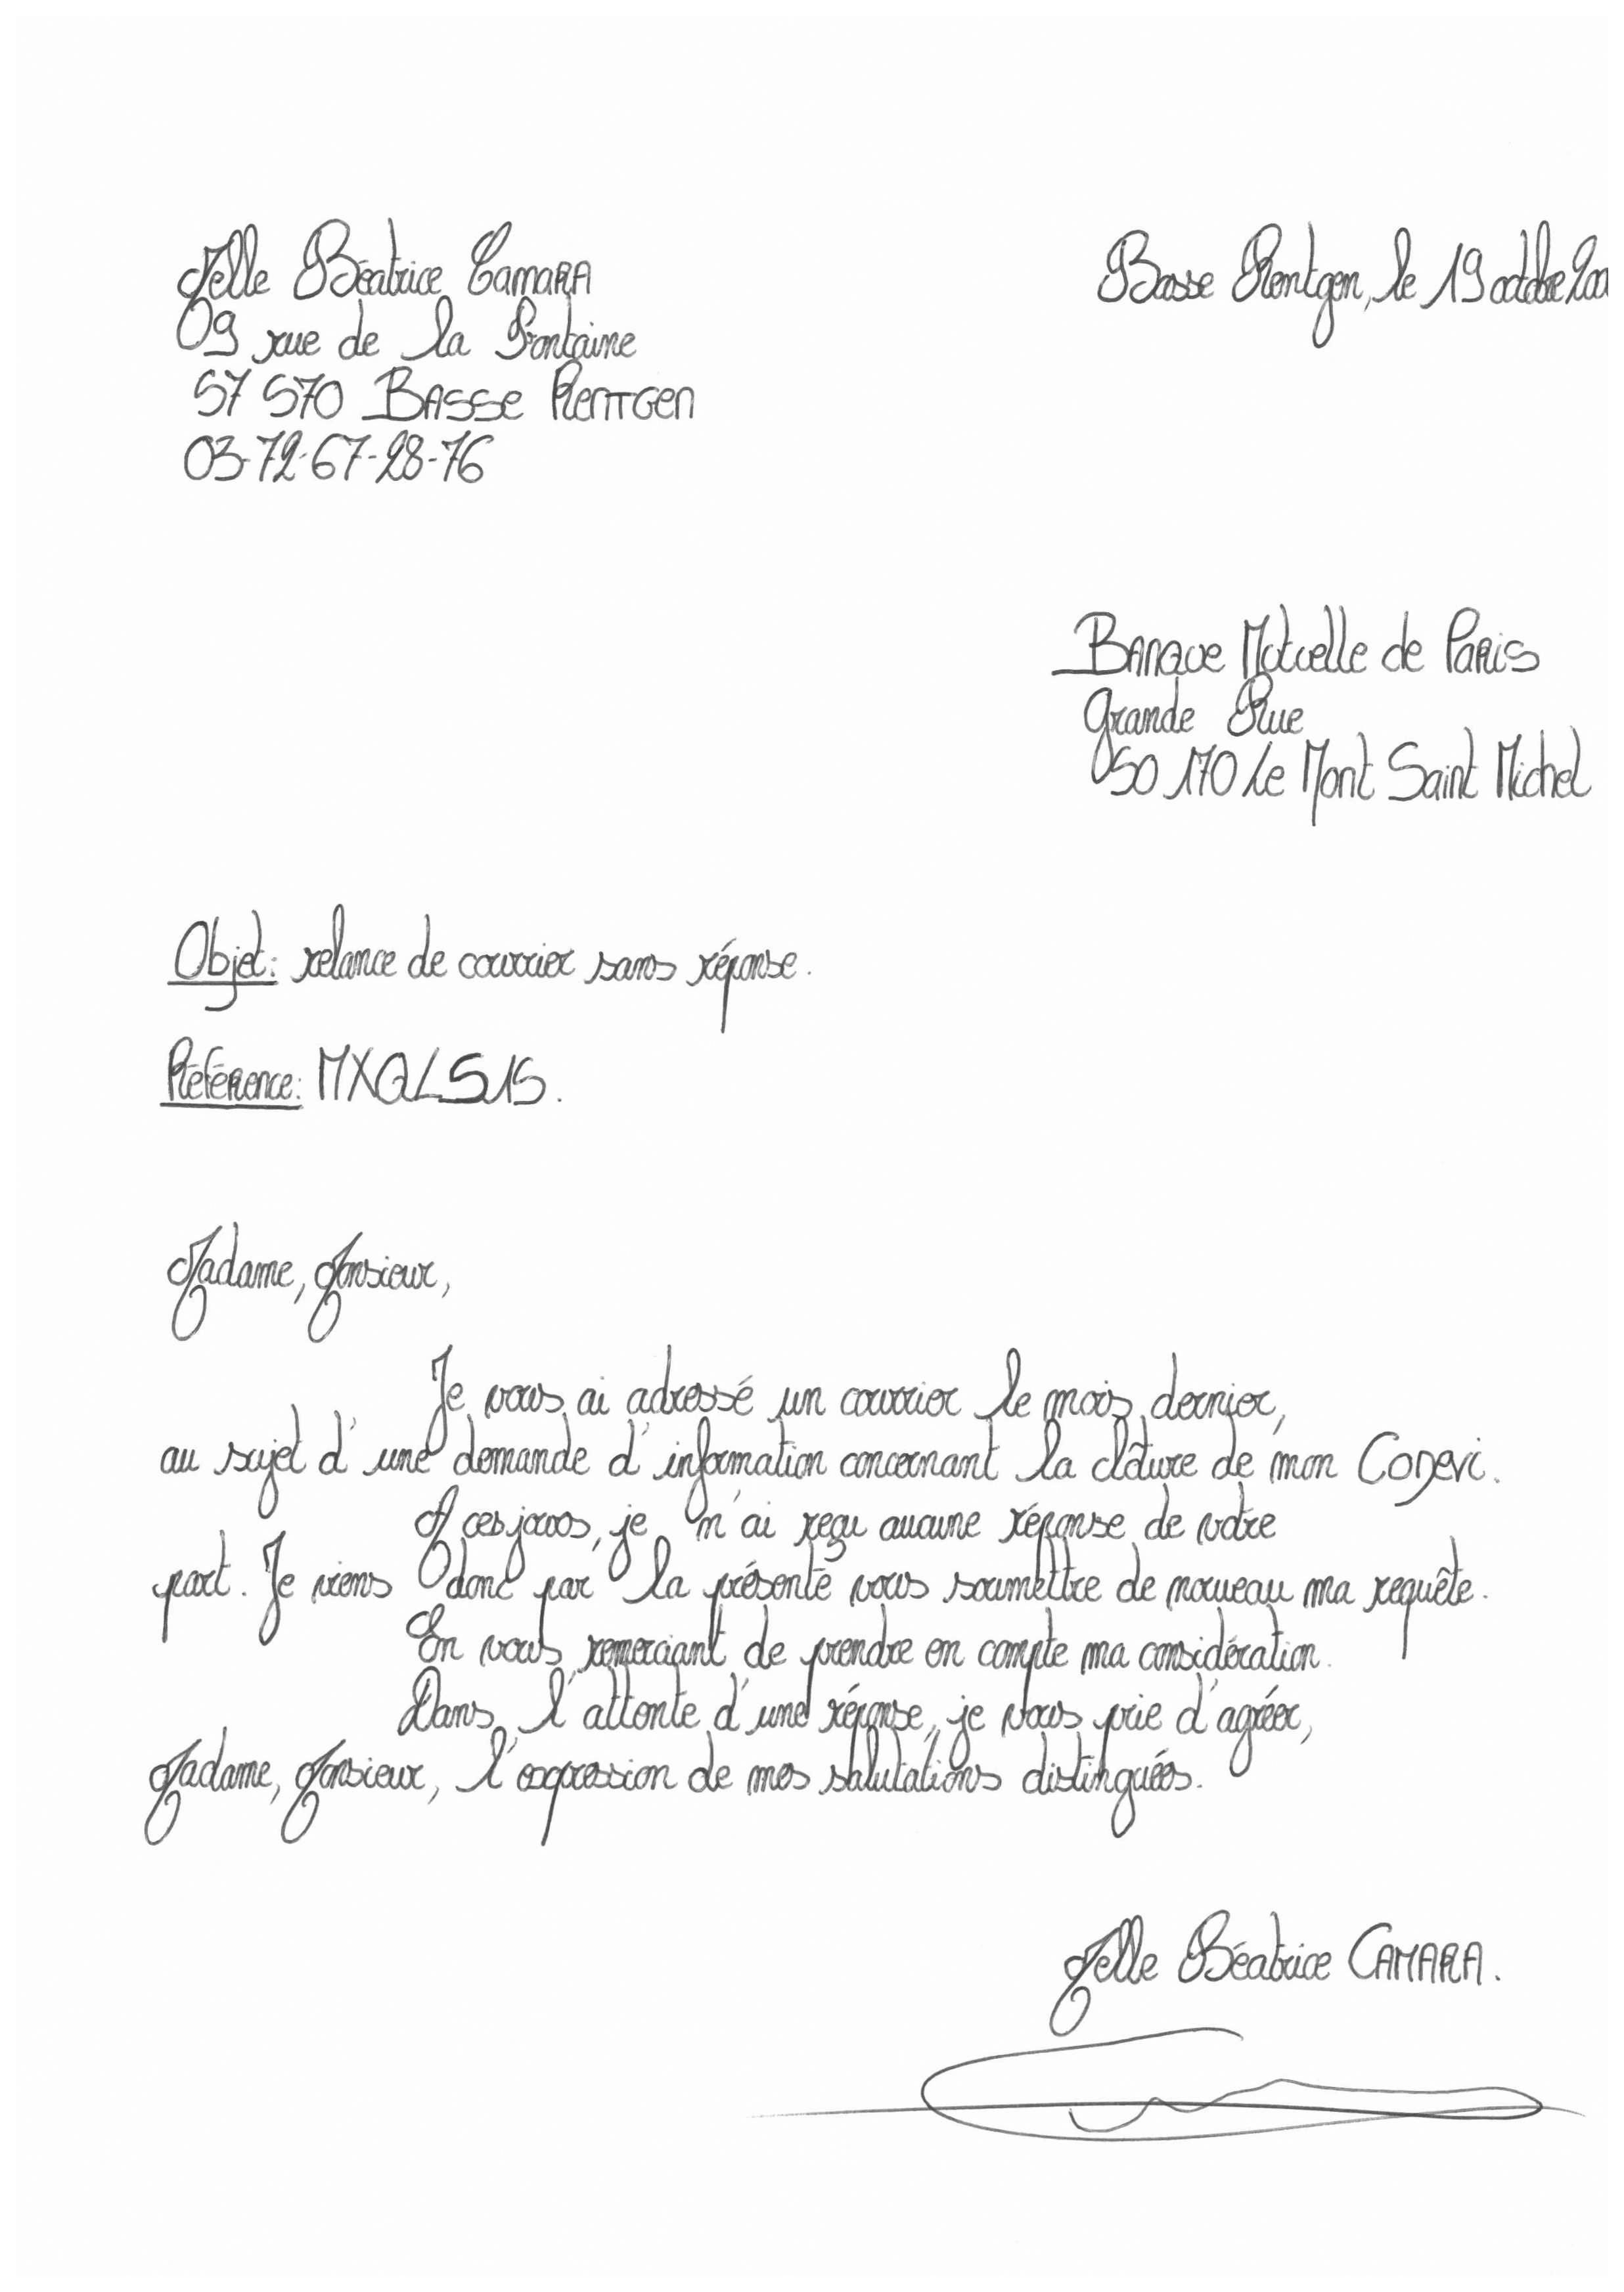 Melle Béatrice CamaRA
09 rue de la Fontaine
57 570 BASSE RENTGEN
03-72-67-28-76
Basse Rentgen, le 19 octobre 200
BANQUE MUTUELLE de PARIS
Grande Rue
50 170 Le Mont Saint Michel
Objet: relance de courrier sans réponse.
Référence: MXQLS15.
Madame, Monsieur,
Je vous ai adressé un courrier le mois dernier,
au sujet d'une demande d'information concernant la clôture de mon Codevi.
A ces jours, je n'ai reçu aucune réponse de votre
part. Je viens donc par la présente vous soumettre de nouveau ma requête.
En vous remerciant de prendre en compte ma considération.
Dans l'attente d'une réponse, je vous prie d'agréer,
Madame, Monsieur, l'expression de mes salutations distinguées.
Melle Béatrice CAMARA.